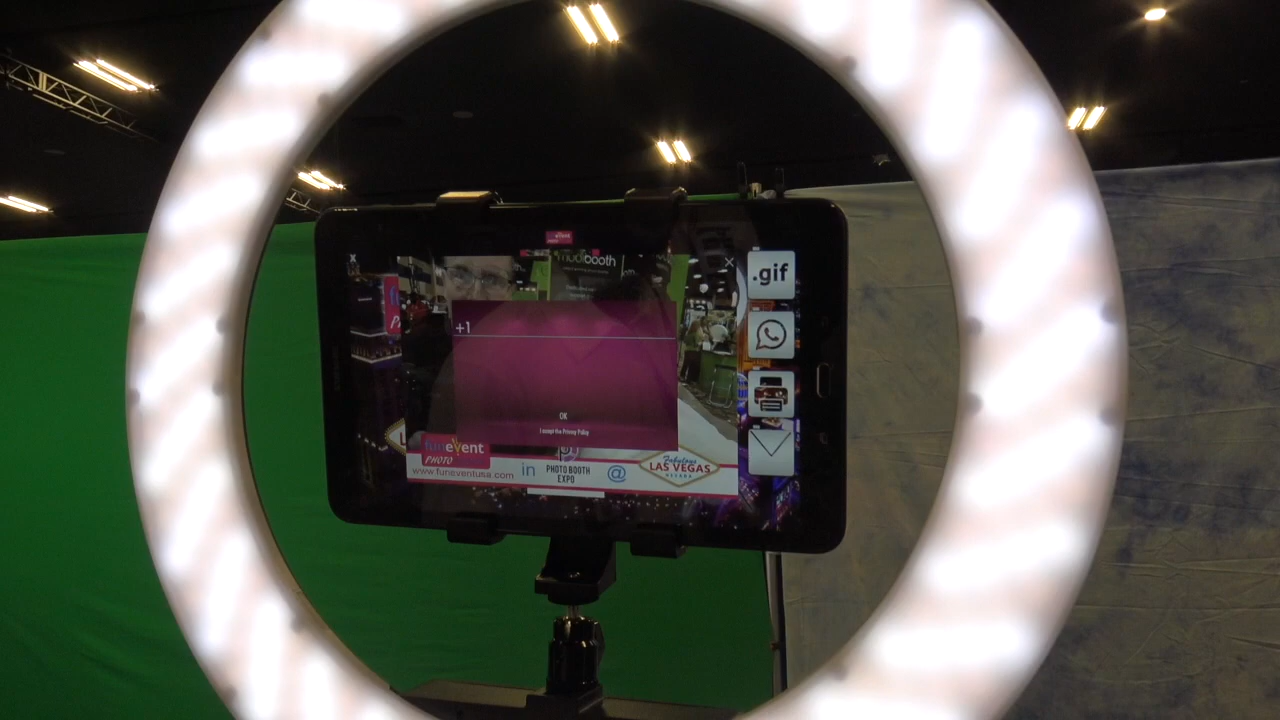 x
modibooth
X
.gif
+1
OK
I accept the Privacy Policy
funevent
PHOTO
www.funeventusa.com
in
PHOTO BOOTH
EXPO
@
Fabulous
LAS VEGAS
NEVADA